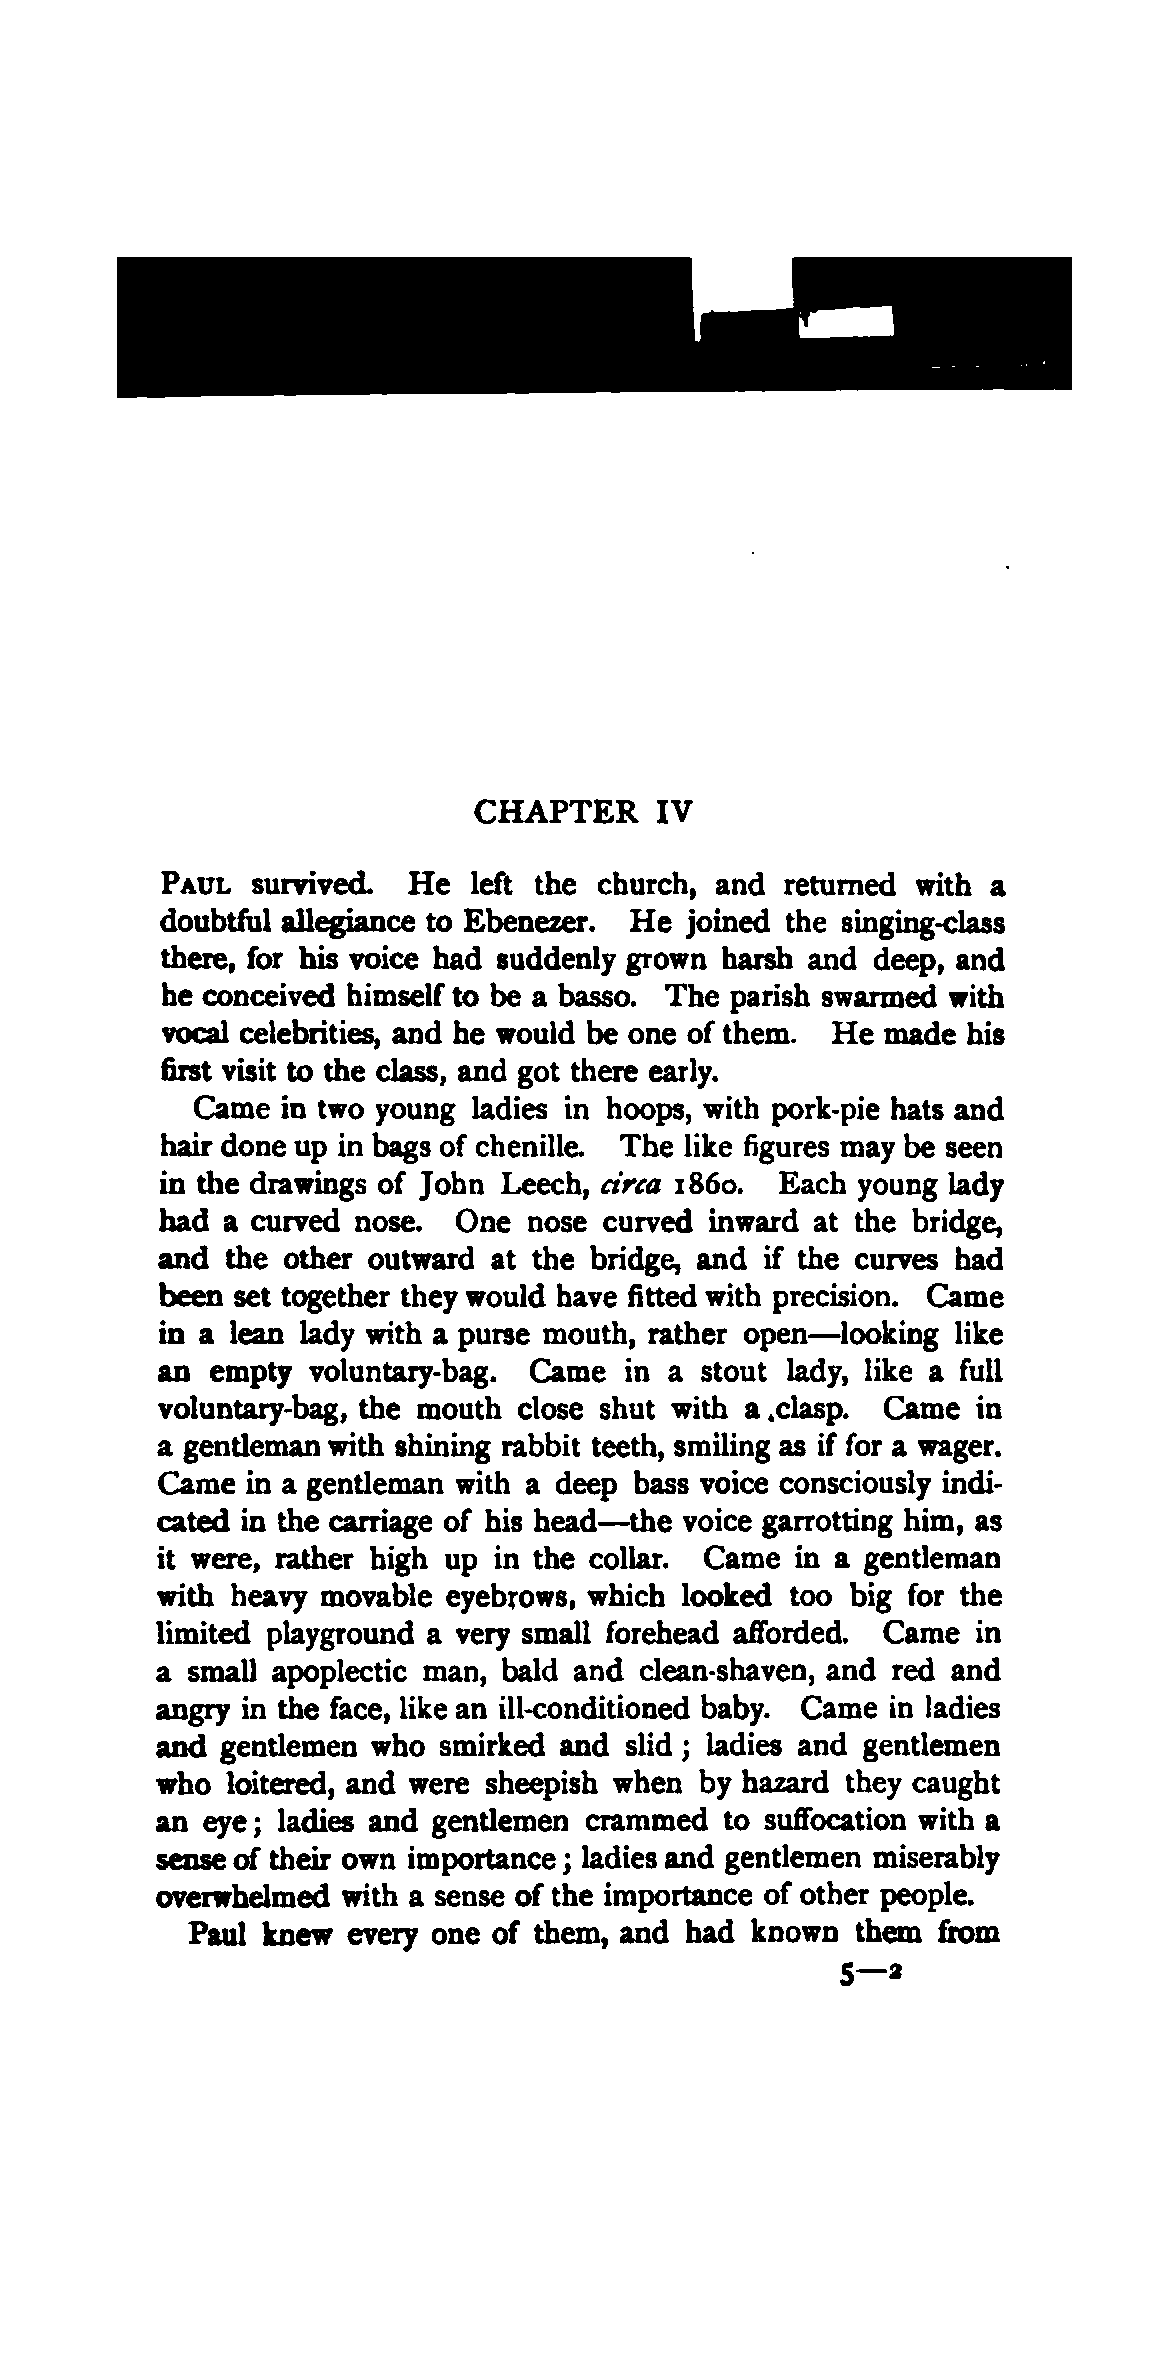 CHAPTER IV
PAUL survived. He left the church, and returned with a
doubtful allegiance to Ebenezer. He joined the singing-class
there, for his voice had suddenly grown harsh and deep, and
he conceived himself to be a basso. The parish swarmed with
vocal celebrities, and he would be one of them. He made his
first visit to the class, and got there early.
Came in two young ladies in hoops, with pork-pie hats and
hair done up in bags of chenille. The like figures may be seen
in the drawings of John Leech, circa 1860. Each young lady
had a curved nose. One nose curved inward at the bridge,
and the other outward at the bridge, and if the curves had
been set together they would have fitted with precision. Came
in a lean lady with a purse mouth, rather open—looking like
an empty voluntary-bag. Came in a stout lady, like a full
voluntary-bag, the mouth close shut with a clasp. Came in
a gentleman with shining rabbit teeth, smiling as if for a wager.
Came in a gentleman with a deep bass voice consciously indi-
cated in the carriage of his head—the voice garrotting him, as
it were, rather high up in the collar. Came in a gentleman
with heavy movable eyebrows, which looked too big for the
limited playground a very small forehead afforded. Came in
a small apoplectic man, bald and clean-shaven, and red and
angry in the face, like an ill-conditioned baby. Came in ladies
and gentlemen who smirked and slid; ladies and gentlemen
who loitered, and were sheepish when by hazard they caught
an eye; ladies and gentlemen crammed to suffocation with a
sense of their own importance; ladies and gentlemen miserably
overwhelmed with a sense of the importance of other people.
Paul knew every one of them, and had known them from
5—2